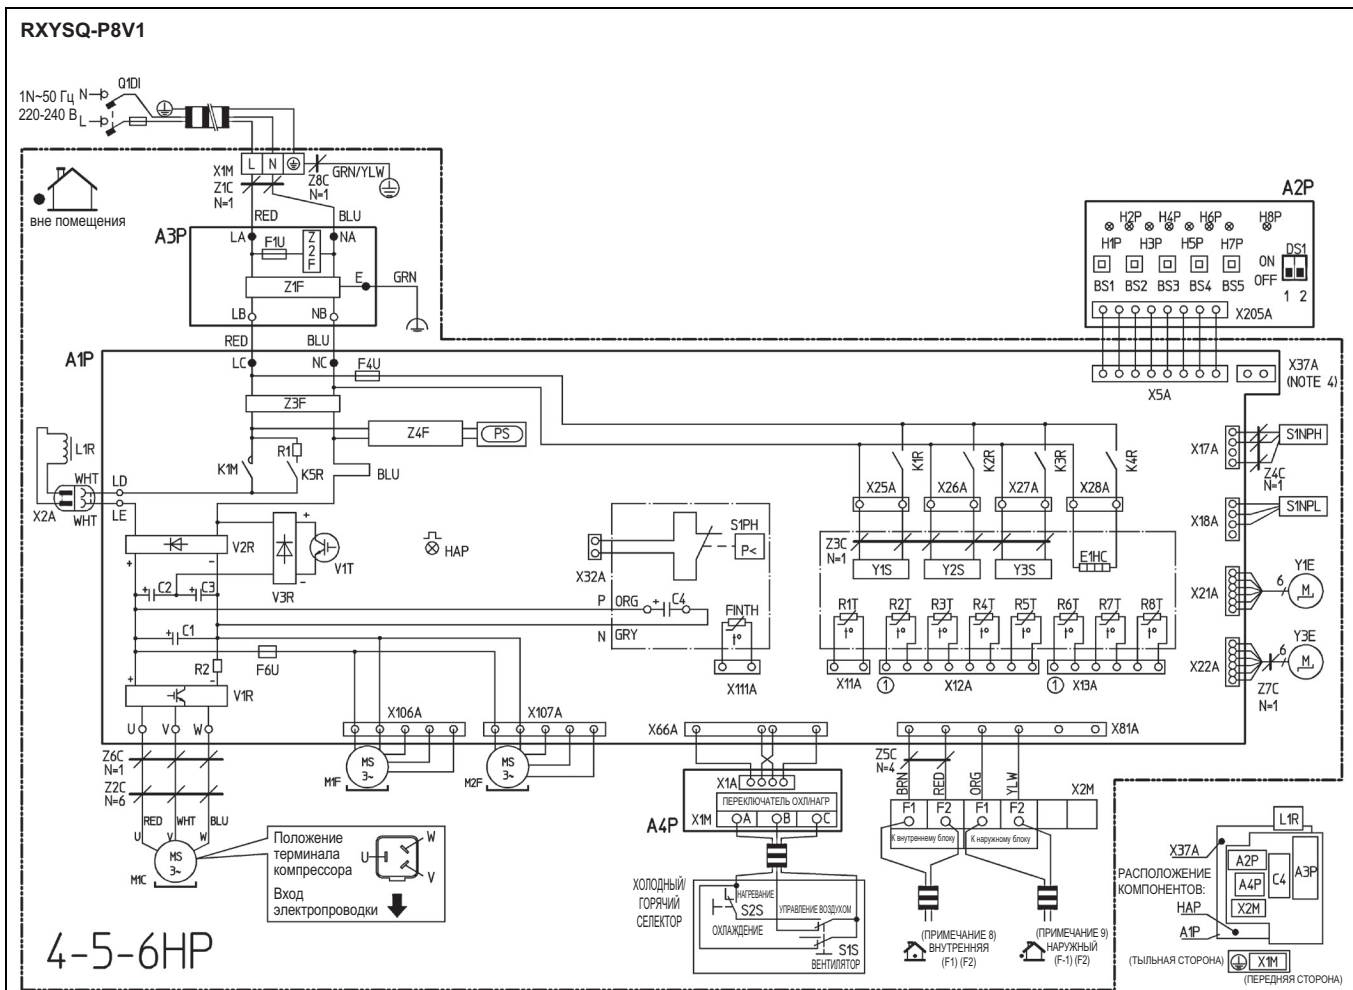 RXYSQ-P8V1
1N~50 Гц
220-240 В
N
L
Q1DI
X1M
L N
Z1C
N=1
Z8C
N=1
GRN/YLW
вне помещения
RED
BLU
A3P
LA
F1U
Z2F
NA
Z1F
E
GRN
LB
NB
RED
BLU
A2P
H2P H4P H6P H8P
H1P H3P H5P H7P
DS1
ON
OFF
BS1 BS2 BS3 BS4 BS5
1 2
X205A
A1P
LC
NC
F4U
X37A
(NOTE 4)
X5A
Z3F
Z4F
PS
L1R
R1
K1M
K5R
BLU
WHT
LD
X2A
LE
WHT
K1R
K2R
K3R
K4R
X25A
X26A
X27A
X28A
X17A
S1NPH
Z4C
N=1
X18A
S1NPL
V2R
+
-
V1T
V3R
+
-
HAP
X32A
S1PH
P<
Z3C
N=1
Y1S
Y2S
Y3S
E1HC
+ C2
+ C3
P
ORG
+ C4
N
GRY
FINTH
t°
X111A
R1T R2T R3T R4T R5T R6T R7T R8T
t° t° t° t° t° t° t° t°
X11A
1
X12A
1
X13A
X21A
6
Y1E
M
X22A
6
Y3E
M
Z7C
N=1
+ C1
R2
F6U
+
-
V1R
U V W
X106A
X107A
X66A
X81A
Z6C
N=1
Z2C
N=6
RED
WHT
BLU
U V W
MS
3~
M1C
MS
3~
M1F
MS
3~
M2F
Положение
терминала
компрессора
U
W
V
Вход
электропроводки
X1A
ПЕРЕКЛЮЧАТЕЛЬ ОХЛ/НАГР
X1M
A B C
A4P
Z5C
N=4
BRN
RED
ORG
YLW
X2M
F1 F2 F1 F2
К внутреннему блоку
К наружному блоку
ХОЛОДНЫЙ/
ГОРЯЧИЙ
СЕЛЕКТОР
НАГРЕВАНИЕ
S2S
ОХЛАЖДЕНИЕ
УПРАВЛЕНИЕ ВОЗДУХОМ
S1S
ВЕНТИЛЯТОР
(ПРИМЕЧАНИЕ 8)
ВНУТРЕННЯЯ
(F1) (F2)
(ПРИМЕЧАНИЕ 9)
НАРУЖНЫЙ
(F-1) (F2)
4-5-6HP
X37A
РАСПОЛОЖЕНИЕ
КОМПОНЕНТОВ:
HAP
A1P
L1R
A2P
A4P
C4
A3P
X2M
(ТЫЛЬНАЯ СТОРОНА)
X1M
(ПЕРЕДНЯЯ СТОРОНА)